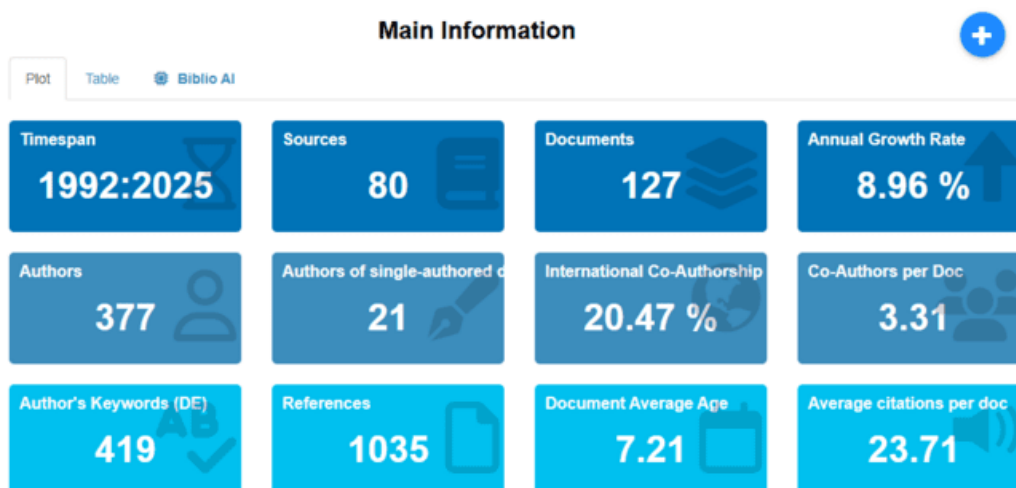 Main Information
Plot Table Biblio AI
Timespan
1992:2025
Sources
80
Documents
127
Annual Growth Rate
8.96 %
Authors
377
Authors of single-authored d
21
International Co-Authorship
20.47 %
Co-Authors per Doc
3.31
Author's Keywords (DE)
419
References
1035
Document Average Age
7.21
Average citations per doc
23.71